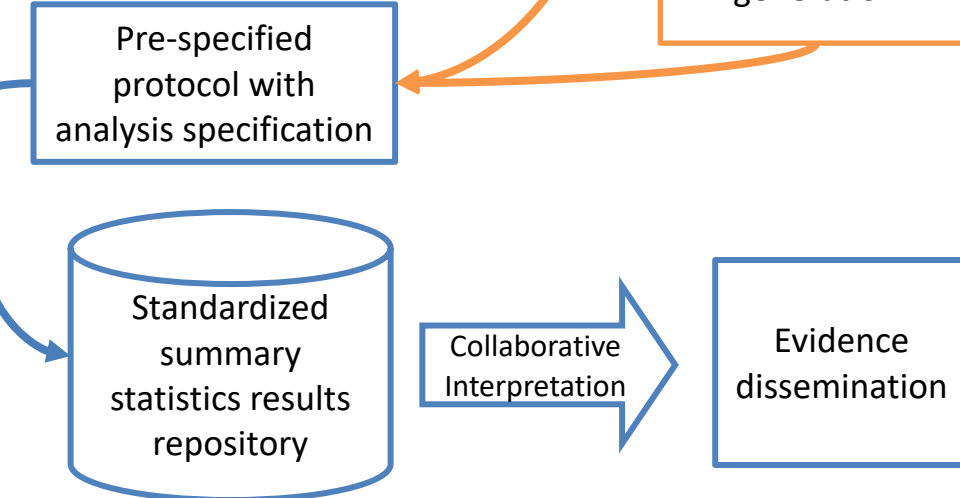 Pre-specified
protocol with
analysis specification
Standardized
summary
statistics results
repository
Collaborative
Interpretation
Evidence
dissemination